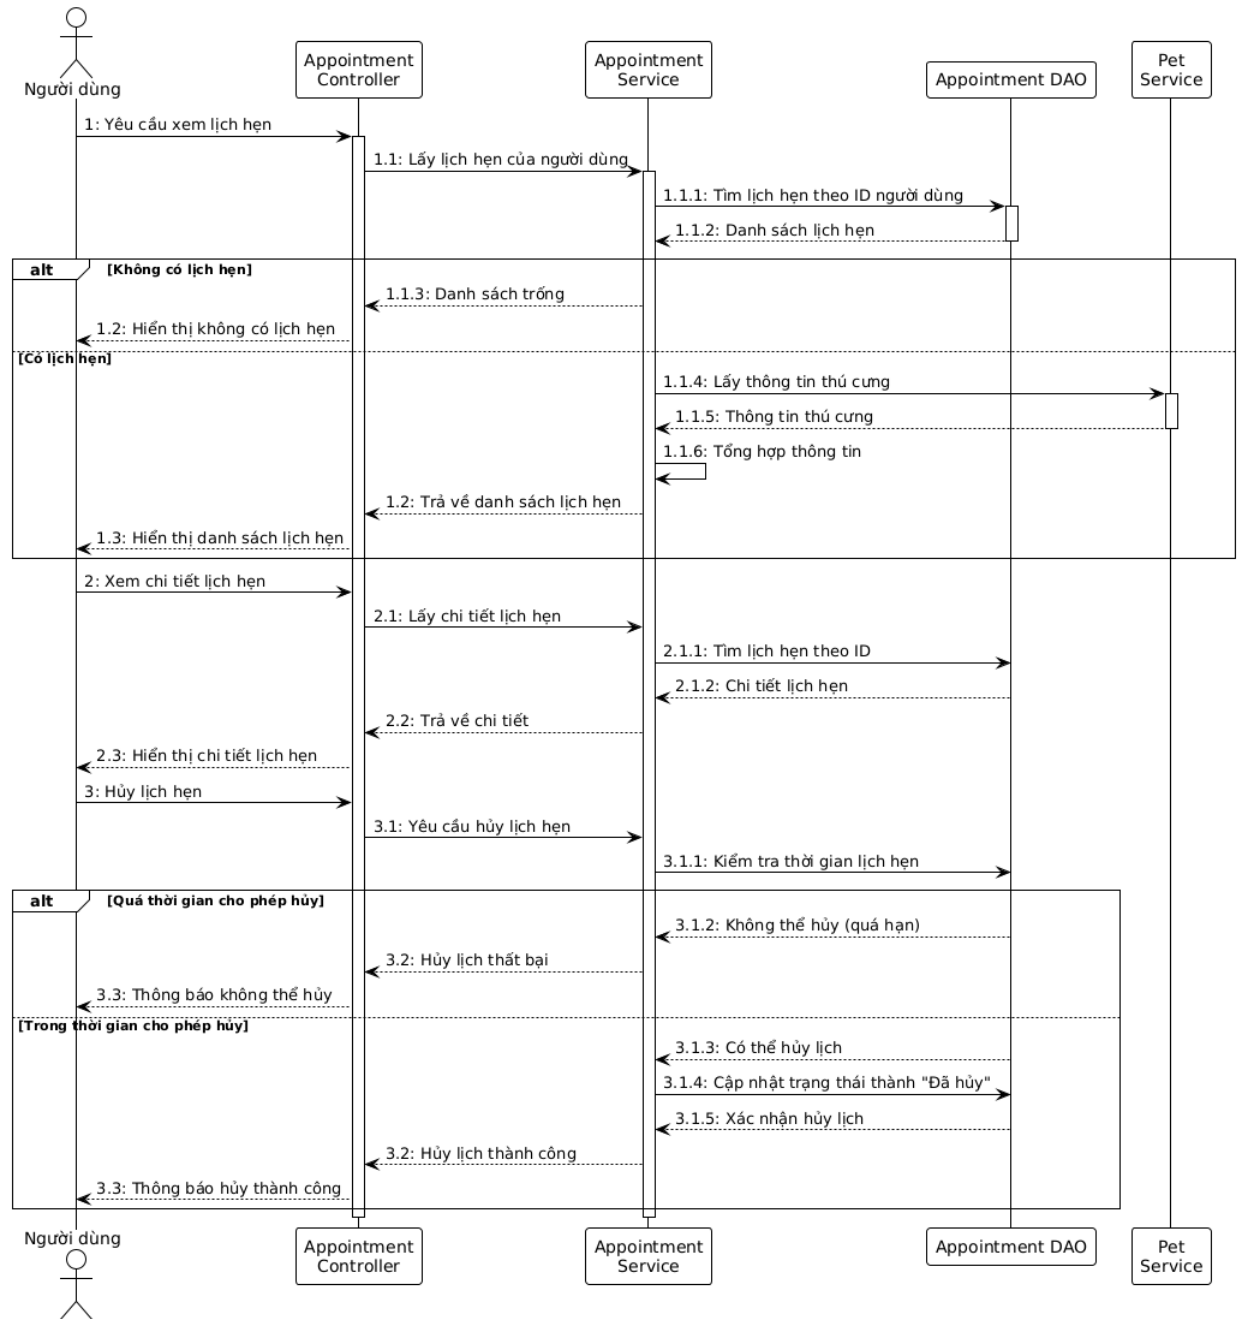 Người dùng
Appointment
Controller
Appointment
Service
Appointment DAO
Pet
Service
1: Yêu cầu xem lịch hẹn
1.1: Lấy lịch hẹn của người dùng
1.1.1: Tìm lịch hẹn theo ID người dùng
1.1.2: Danh sách lịch hẹn
alt [Không có lịch hẹn]
1.1.3: Danh sách trống
1.2: Hiển thị không có lịch hẹn
[Có lịch hẹn]
1.1.4: Lấy thông tin thú cưng
1.1.5: Thông tin thú cưng
1.1.6: Tổng hợp thông tin
1.2: Trả về danh sách lịch hẹn
1.3: Hiển thị danh sách lịch hẹn
2: Xem chi tiết lịch hẹn
2.1: Lấy chi tiết lịch hẹn
2.1.1: Tìm lịch hẹn theo ID
2.1.2: Chi tiết lịch hẹn
2.2: Trả về chi tiết
2.3: Hiển thị chi tiết lịch hẹn
3: Hủy lịch hẹn
3.1: Yêu cầu hủy lịch hẹn
3.1.1: Kiểm tra thời gian lịch hẹn
alt [Quá thời gian cho phép hủy]
3.1.2: Không thể hủy (quá hạn)
3.2: Hủy lịch thất bại
3.3: Thông báo không thể hủy
[Trong thời gian cho phép hủy]
3.1.3: Có thể hủy lịch
3.1.4: Cập nhật trạng thái thành "Đã hủy"
3.1.5: Xác nhận hủy lịch
3.2: Hủy lịch thành công
3.3: Thông báo hủy thành công
Người dùng
Appointment
Controller
Appointment
Service
Appointment DAO
Pet
Service